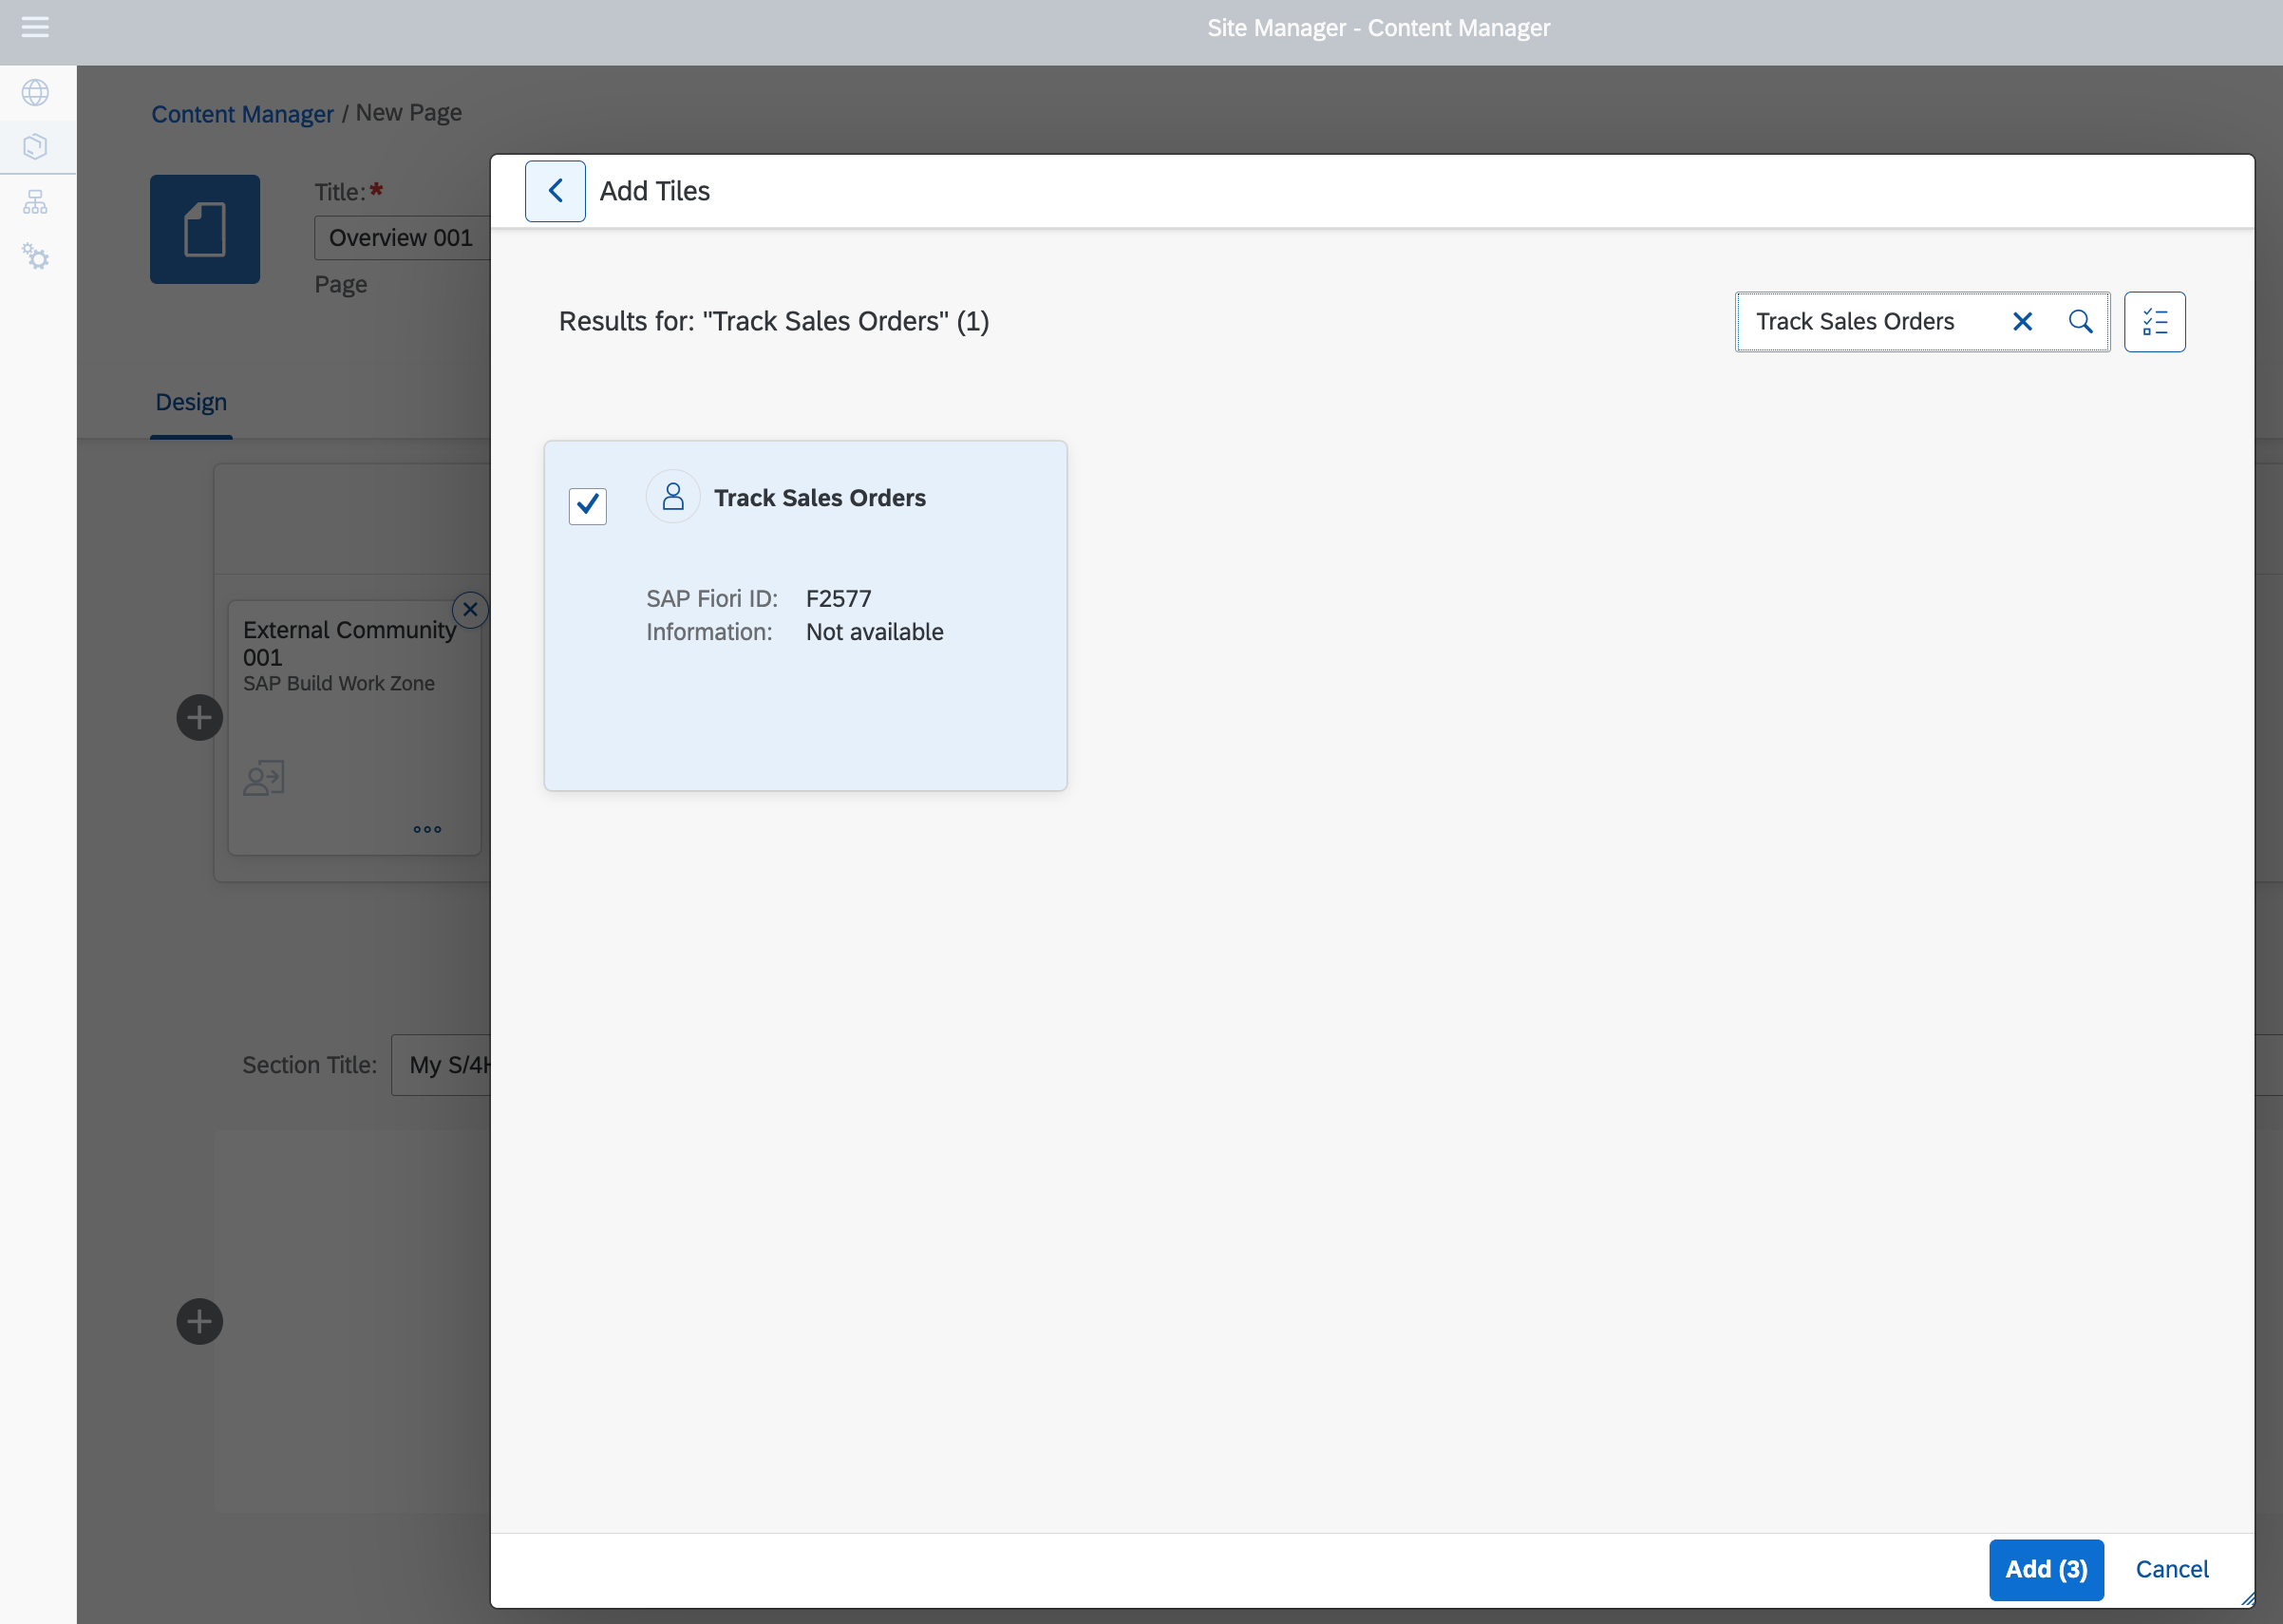 Site Manager - Content Manager
Content Manager / New Page
Title:*
Overview 001
Page
Design
External Community
001
SAP Build Work Zone
Section Title:
My S/4H
Add Tiles
Results for: "Track Sales Orders" (1)
Track Sales Orders
Track Sales Orders
SAP Fiori ID: F2577
Information: Not available
Add (3)
Cancel